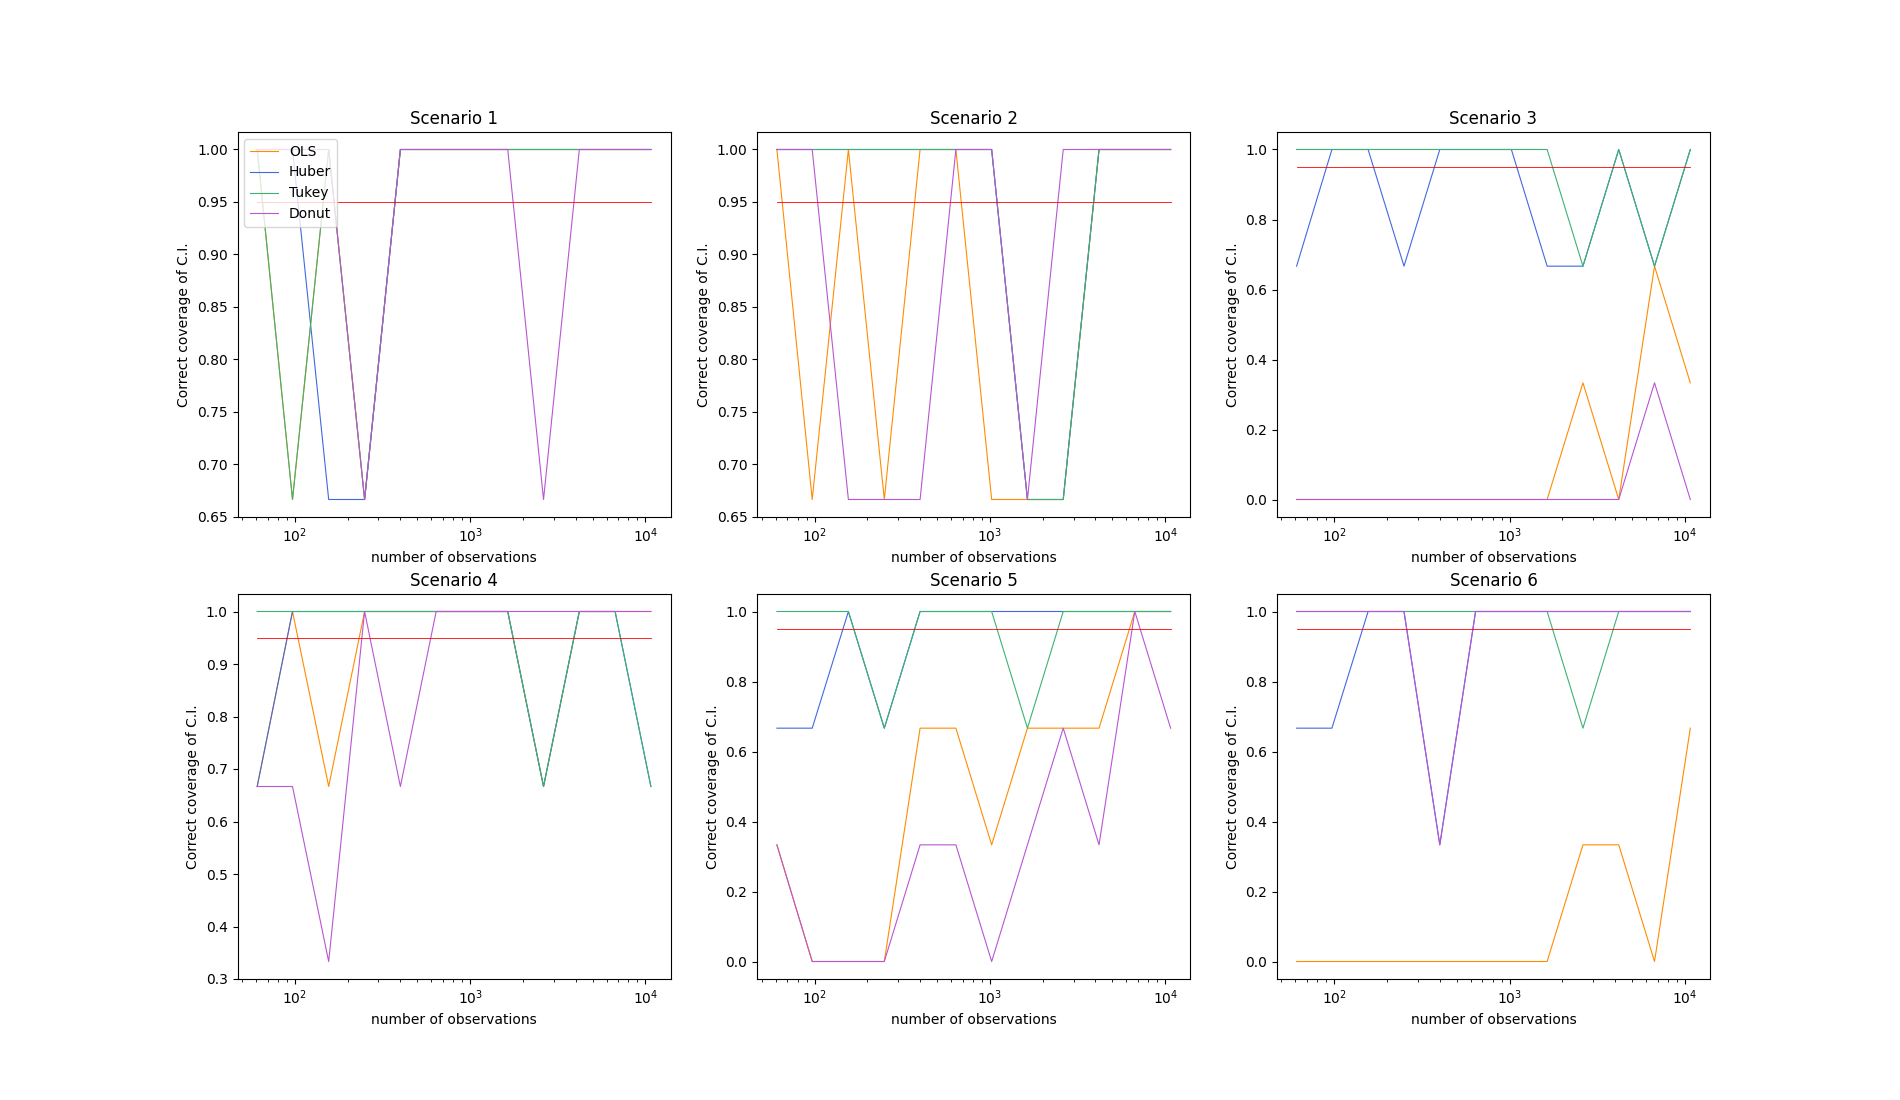 Scenario 1
Scenario 2
Scenario 3
1.00
0.95
0.90
0.85
0.80
0.75
0.70
0.65
Correct coverage of C.I.
OLS
Huber
Tukey
Donut
10² 10³ 10⁴
number of observations
1.00
0.95
0.90
0.85
0.80
0.75
0.70
0.65
Correct coverage of C.I.
10² 10³ 10⁴
number of observations
1.0
0.8
0.6
0.4
0.2
0.0
Correct coverage of C.I.
10² 10³ 10⁴
number of observations
Scenario 4
Scenario 5
Scenario 6
1.0
0.9
0.8
0.7
0.6
0.5
0.4
0.3
Correct coverage of C.I.
10² 10³ 10⁴
number of observations
1.0
0.8
0.6
0.4
0.2
0.0
Correct coverage of C.I.
10² 10³ 10⁴
number of observations
1.0
0.8
0.6
0.4
0.2
0.0
Correct coverage of C.I.
10² 10³ 10⁴
number of observations